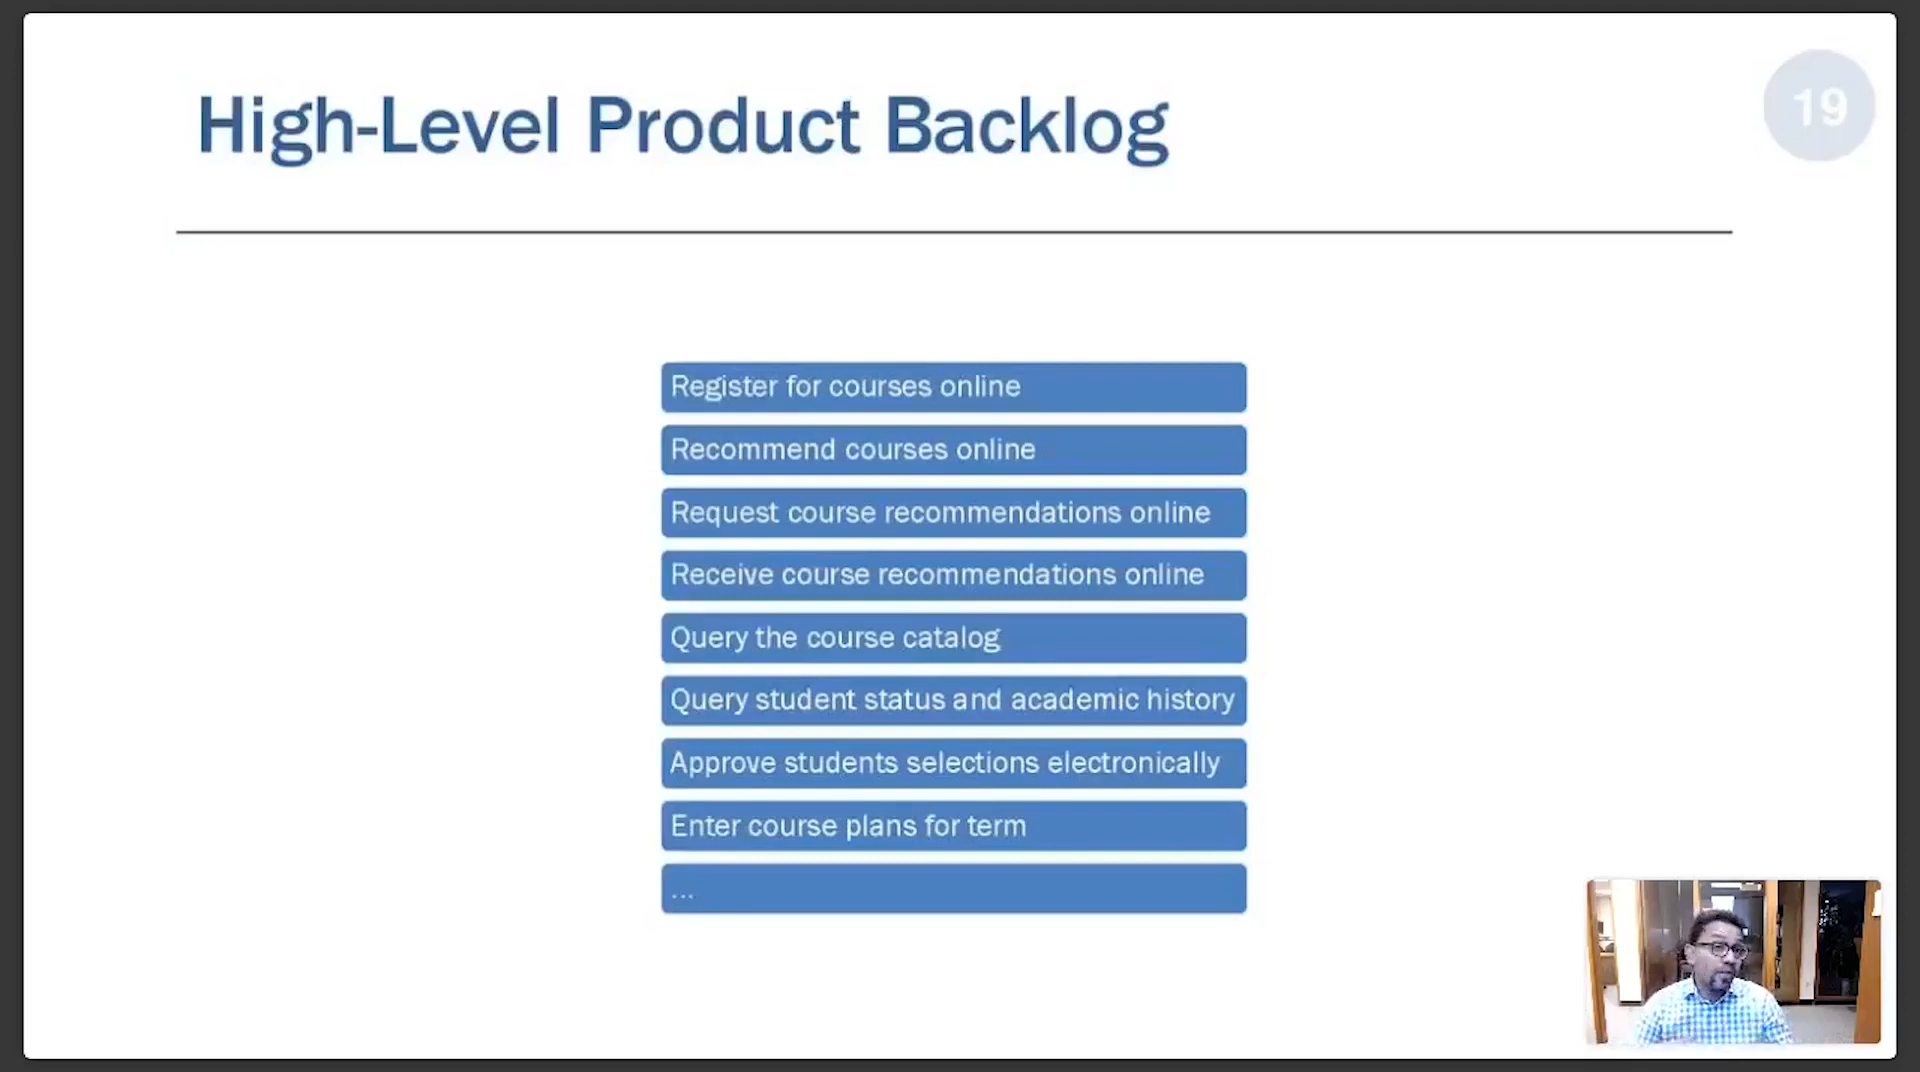 High-Level Product Backlog
19
Register for courses online
Recommend courses online
Request course recommendations online
Receive course recommendations online
Query the course catalog
Query student status and academic history
Approve students selections electronically
Enter course plans for term
...